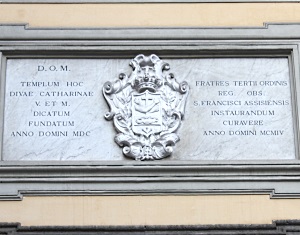 D. O. M.
TEMPLUM HOC
DIVAE CATHARINAE
V. ET M.
DICATUM
FUNDATUM
ANNO DOMINI MDC
FRATRES TERTII ORDINIS
REG. OBS.
S. FRANCISCI ASSISIENSIS
INSTAURANDUM
CURAVERE
ANNO DOMINI MCMIV